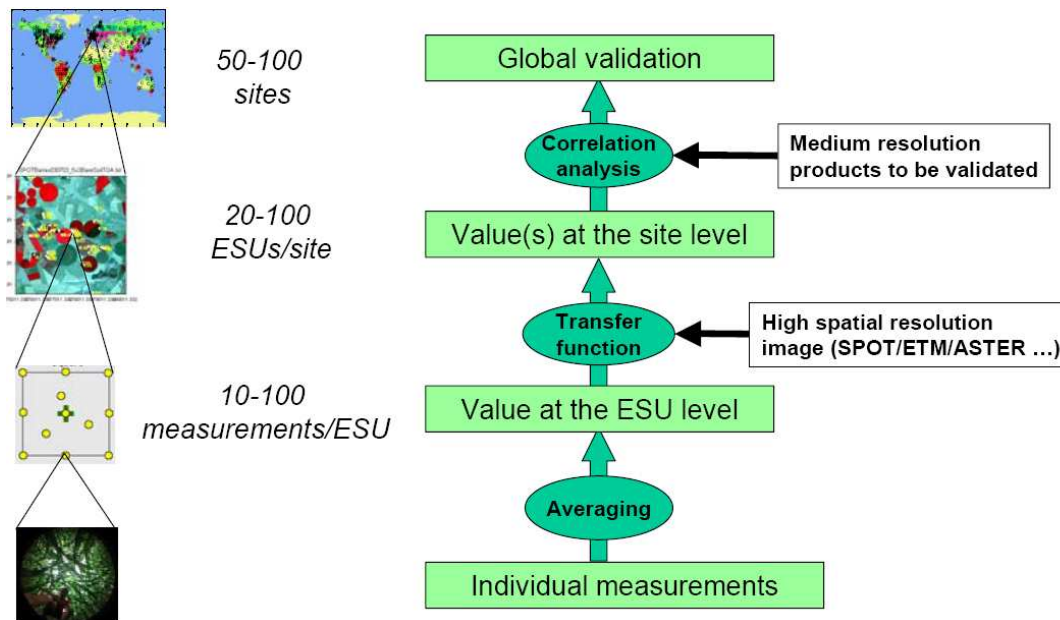 50-100
sites
Global validation
Correlation
analysis
Medium resolution
products to be validated
20-100
ESUs/site
Value(s) at the site level
Transfer
function
High spatial resolution
image (SPOT/ETM/ASTER ...)
10-100
measurements/ESU
Value at the ESU level
Averaging
Individual measurements